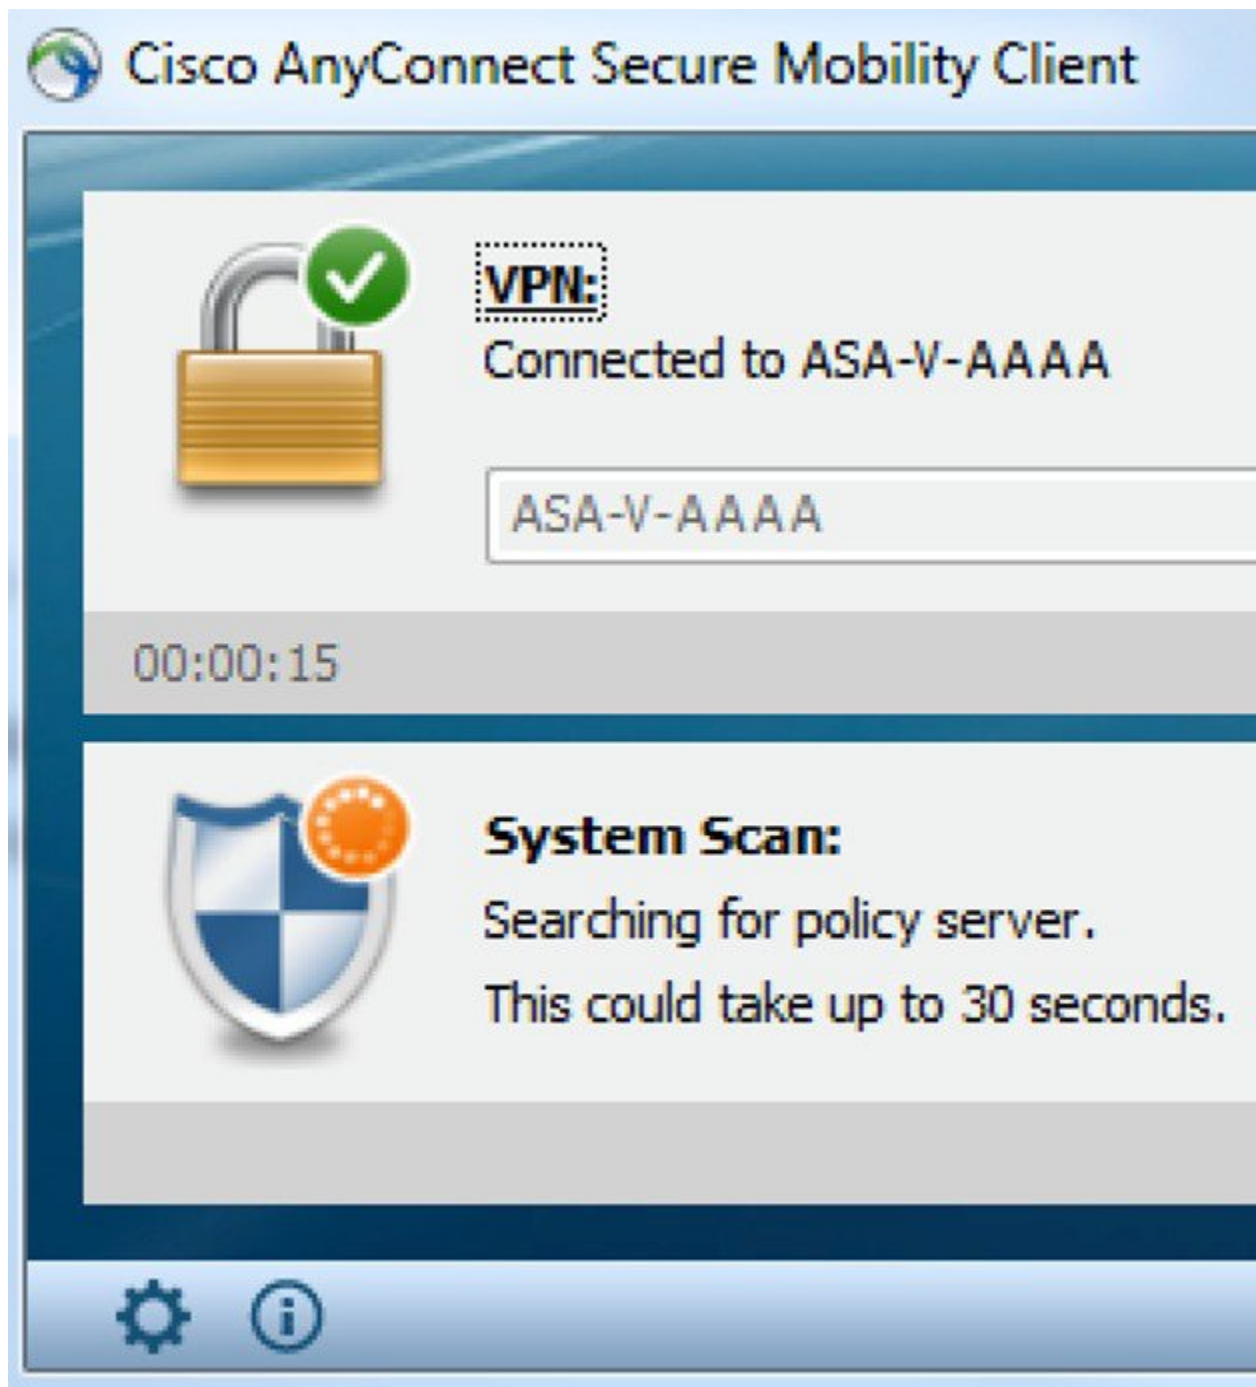 Cisco AnyConnect Secure Mobility Client
VPN:
Connected to ASA-V-AAAA
ASA-V-AAAA
00:00:15
System Scan:
Searching for policy server.
This could take up to 30 seconds.